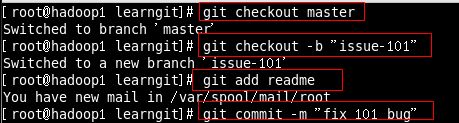 [root@hadoop1 learngit]# git checkout master
Switched to branch 'master'
[root@hadoop1 learngit]# git checkout -b "issue-101"
Switched to a new branch 'issue-101'
[root@hadoop1 learngit]# git add readme
You have new mail in /var/spool/mail/root
[root@hadoop1 learngit]# git commit -m "fix 101 bug"